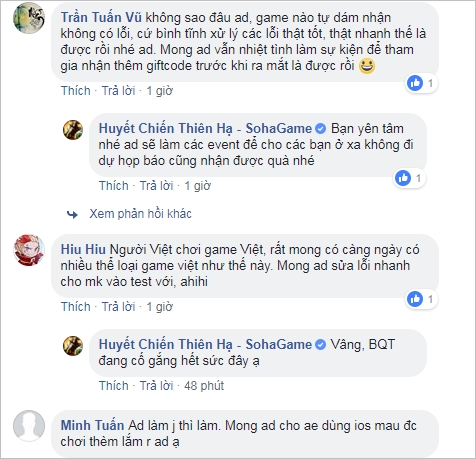 Trần Tuấn Vũ không sao đâu ad, game nào tự dám nhận
không có lỗi, cứ bình tĩnh xử lý các lỗi thật tốt, thật nhanh thế là
được rồi nhé ad. Mong ad vẫn nhiệt tình làm sự kiện để tham
gia nhận thêm giftcode trước khi ra mắt là được rồi 😀
1
Thích · Trả lời · 1 giờ
Huyết Chiến Thiên Hạ - SohaGame Bạn yên tâm
nhé ad sẽ làm các event để cho các bạn ở xa không đi
dự họp báo cũng nhận được quà nhé
1
Thích · Trả lời · 1 giờ
Xem phản hồi khác
Hiu Hiu Người Việt chơi game Việt, rất mong có càng ngày có
nhiều thể loại game việt như thế này. Mong ad sửa lỗi nhanh
cho mk vào test với, ahihi
1
Thích · Trả lời · 1 giờ
Huyết Chiến Thiên Hạ - SohaGame Vâng, BQT
đang cố gắng hết sức đây ạ
Thích · Trả lời · 48 phút
Minh Tuấn Ad làm j thì làm. Mong ad cho ae dùng ios mau đc
chơi thèm lắm r ad ạ